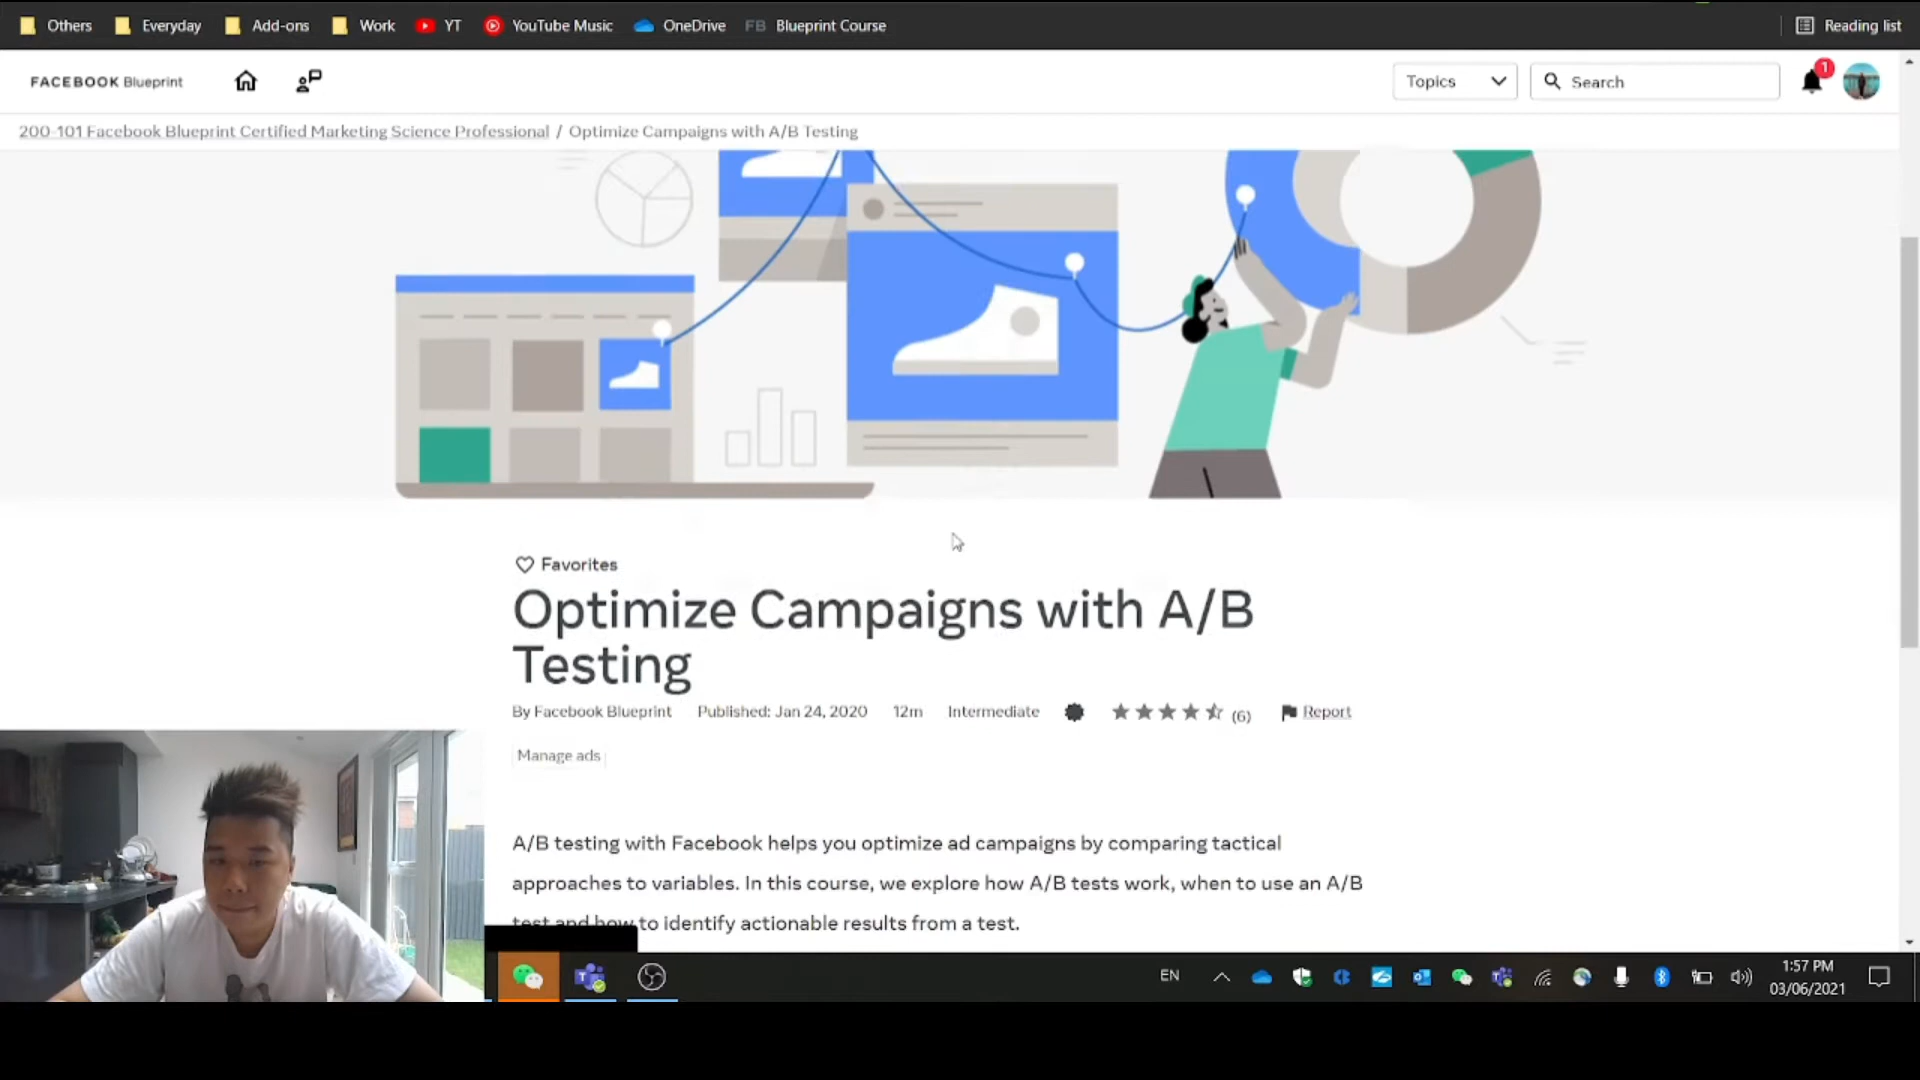 Others Everyday Add-ons Work YT YouTube Music OneDrive FB Blueprint Course Reading list
FACEBOOK Blueprint Topics Search 1
200-101 Facebook Blueprint Certified Marketing Science Professional / Optimize Campaigns with A/B Testing
Favorites
Optimize Campaigns with A/B
Testing
By Facebook Blueprint Published: Jan 24, 2020 12m Intermediate (6) Report
Manage ads
A/B testing with Facebook helps you optimize ad campaigns by comparing tactical
approaches to variables. In this course, we explore how A/B tests work, when to use an A/B
test and how to identify actionable results from a test.
EN 1:57 PM
03/06/2021